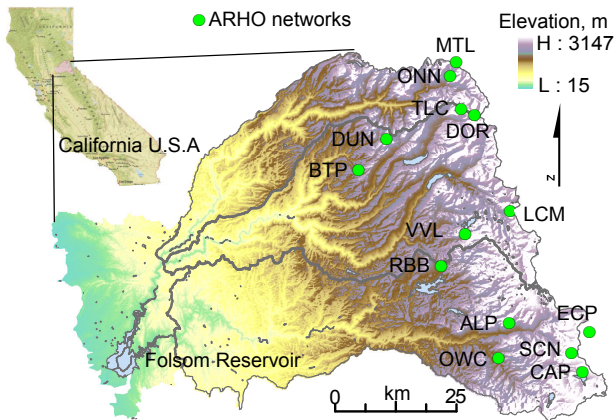 ARHO networks
Elevation, m
H : 3147
L : 15
MTL
ONN
TLC
DOR
DUN
BTP
California U.S.A
z
LCM
VVL
RBB
ALP
ECP
SCN
OWC
CAP
Folsom Reservoir
km
0 25